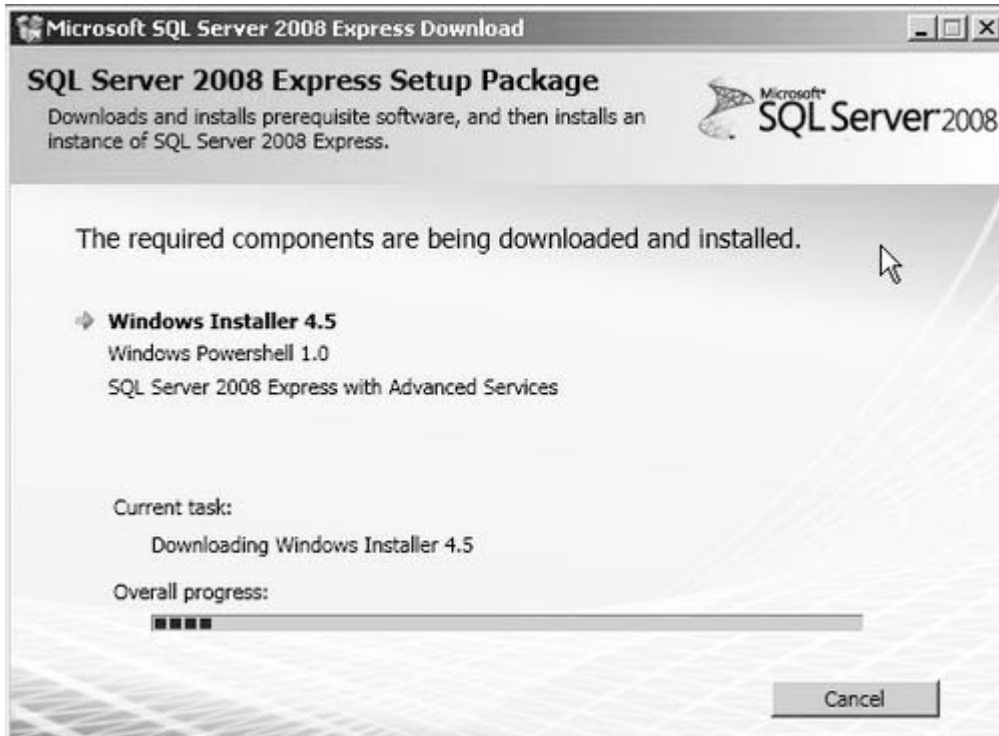 Microsoft SQL Server 2008 Express Download
SQL Server 2008 Express Setup Package
Downloads and installs prerequisite software, and then installs an
instance of SQL Server 2008 Express.
Microsoft®
SQL Server 2008
The required components are being downloaded and installed.
Windows Installer 4.5
Windows Powershell 1.0
SQL Server 2008 Express with Advanced Services
Current task:
Downloading Windows Installer 4.5
Overall progress:
Cancel